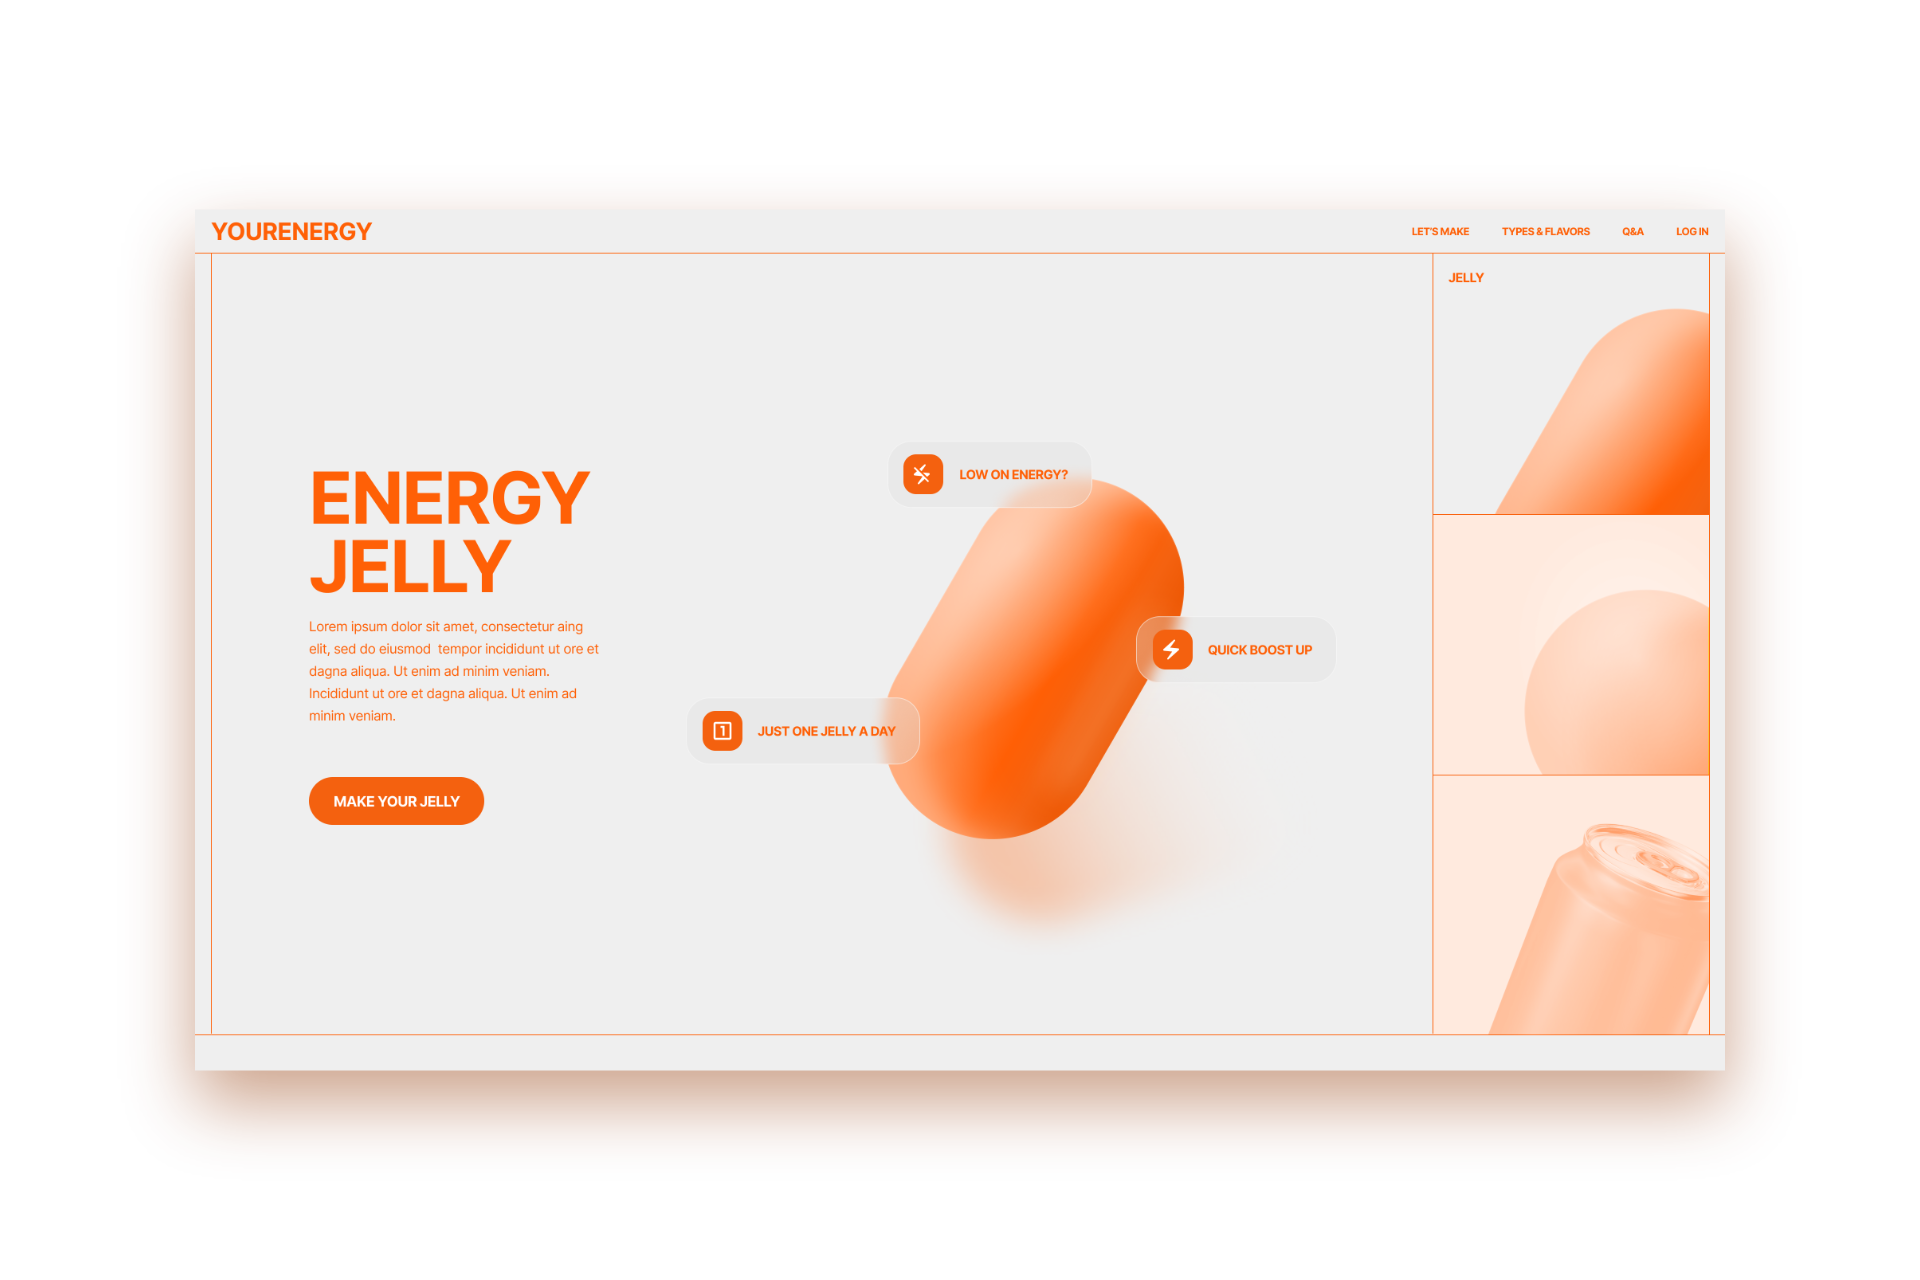 YOURENERGY
LET'S MAKE
TYPES & FLAVORS
Q&A
LOG IN
JELLY
ENERGY
JELLY
Lorem ipsum dolor sit amet, consectetur aing
elit, sed do eiusmod  tempor incididunt ut ore et
dagna aliqua. Ut enim ad minim veniam.
Incididunt ut ore et dagna aliqua. Ut enim ad
minim veniam.
MAKE YOUR JELLY
LOW ON ENERGY?
QUICK BOOST UP
1
JUST ONE JELLY A DAY